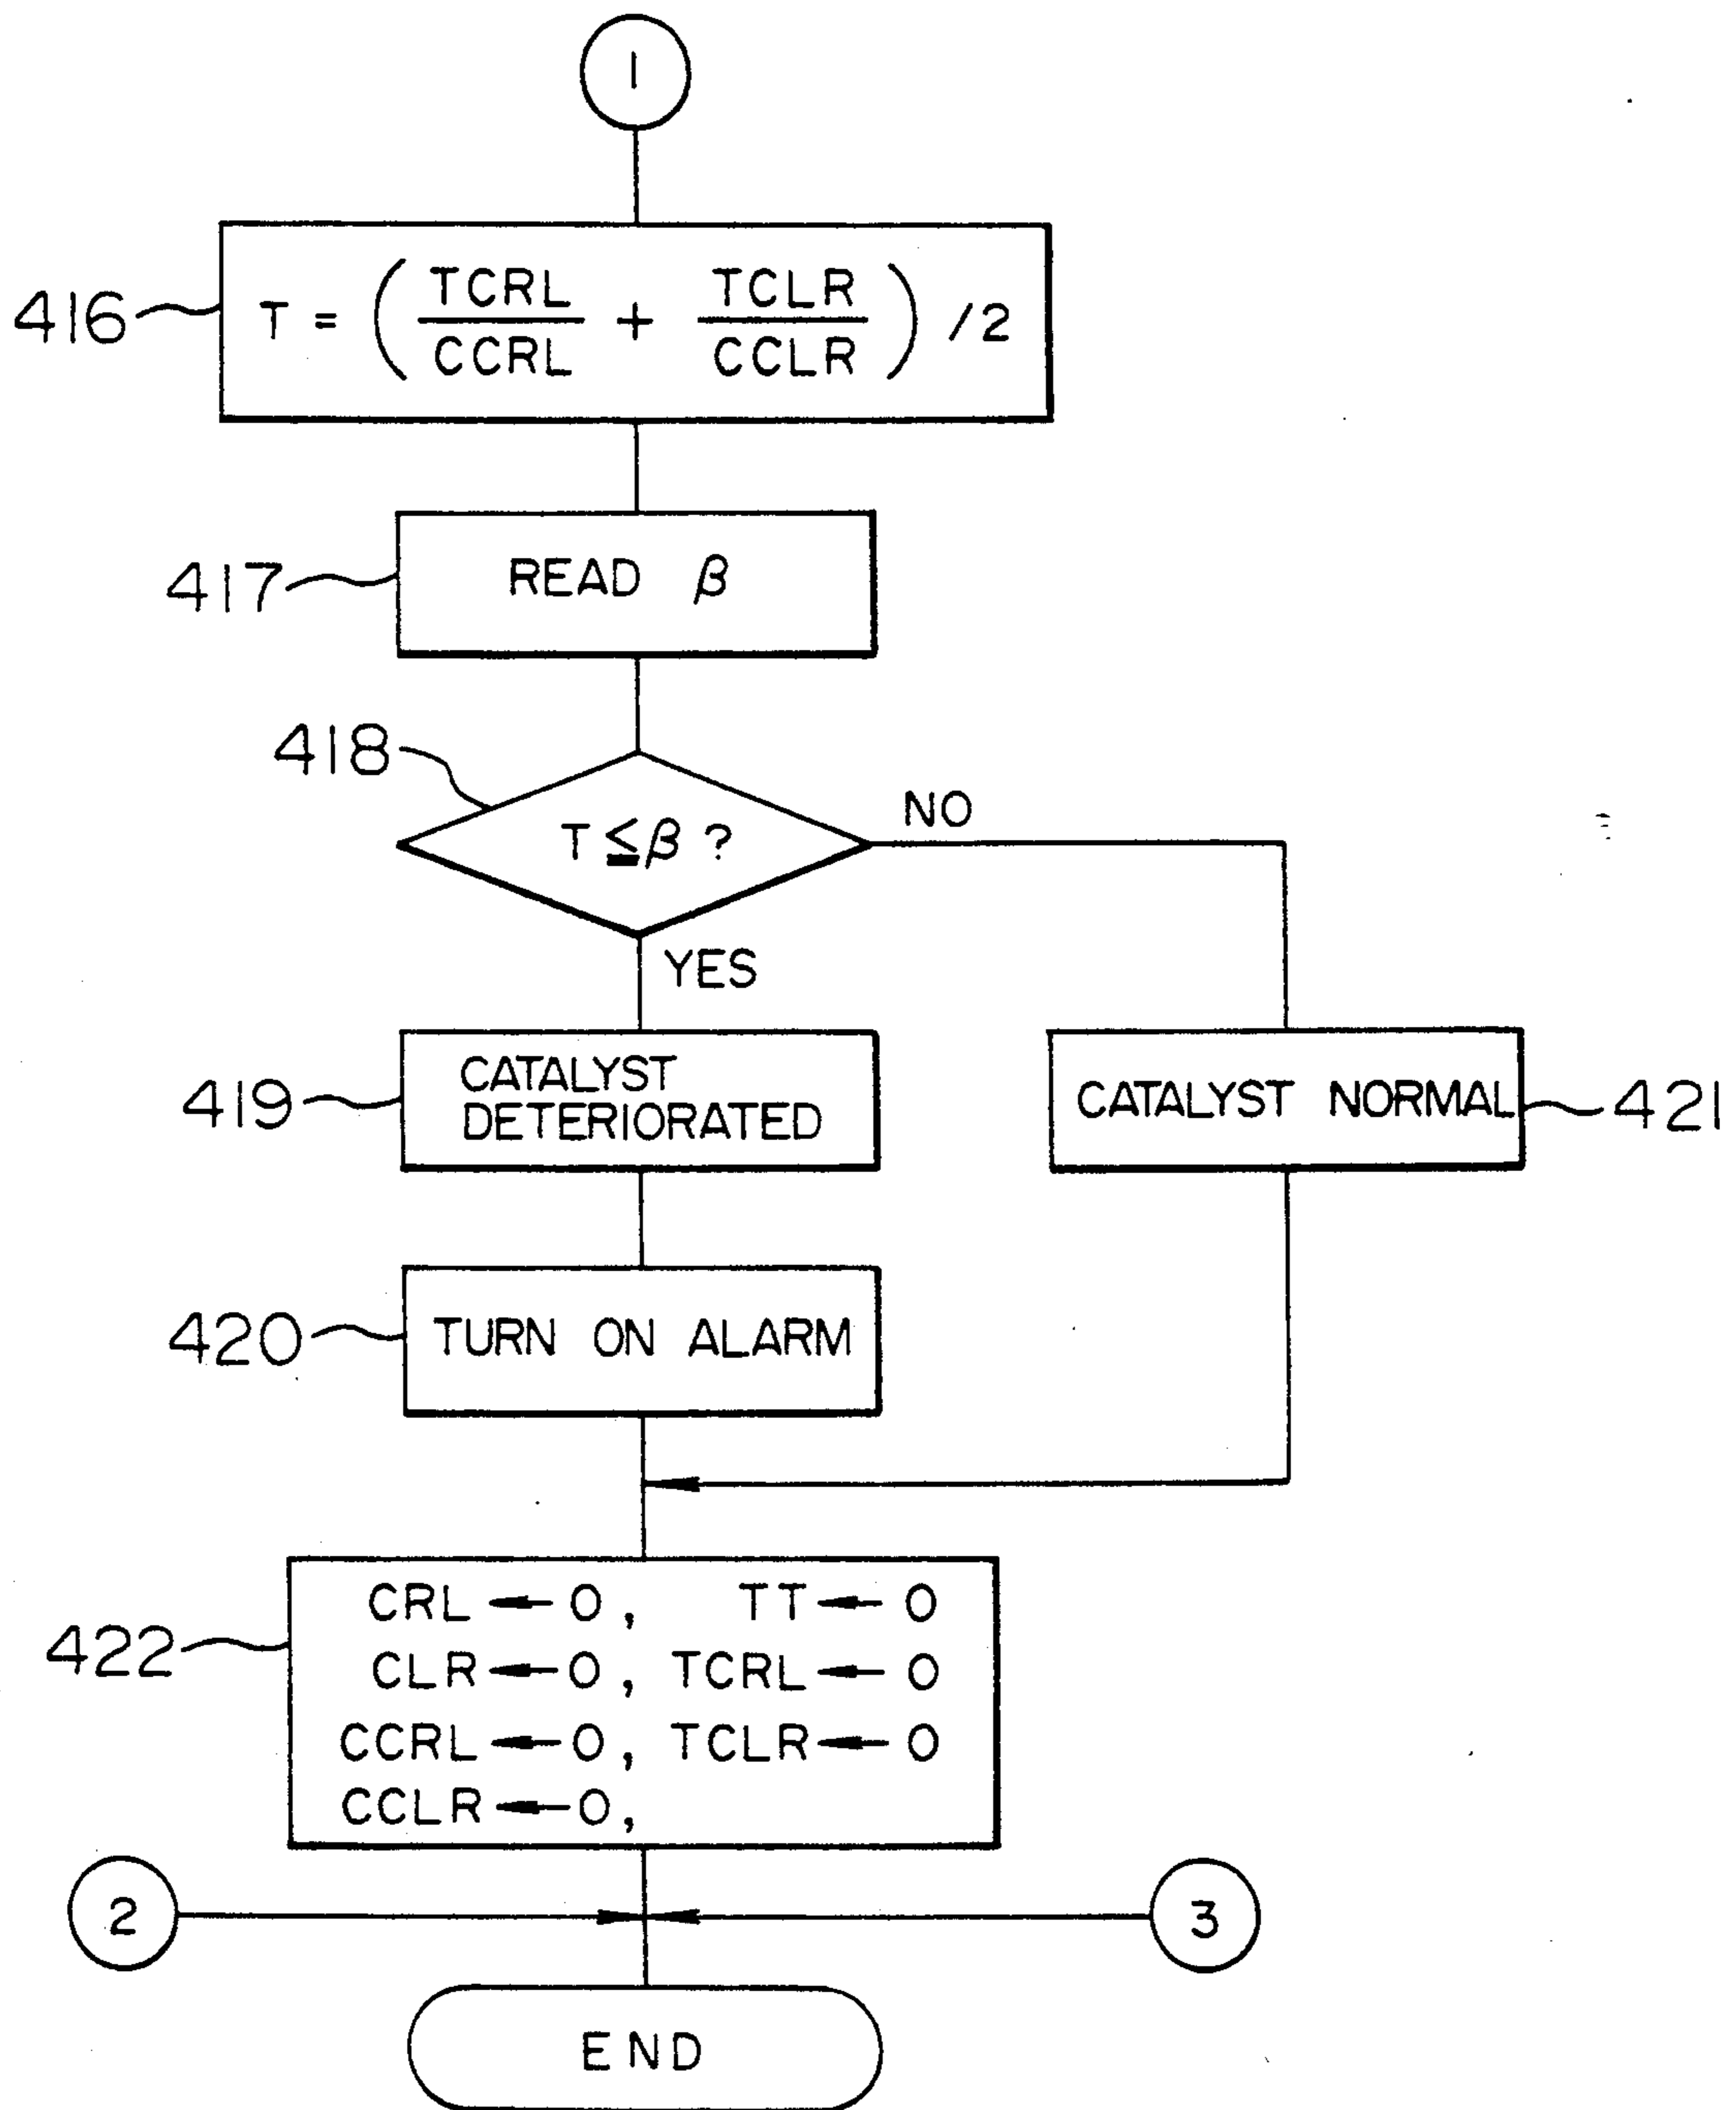 1
416
T = ( TCRL / CCRL + TCLR / CCLR ) /2
417
READ β
418
T ≦ β ?
NO
YES
419
CATALYST
DETERIORATED
CATALYST NORMAL
421
420
TURN ON ALARM
422
CRL ← 0, TT ← 0
CLR ← 0, TCRL ← 0
CCRL ← 0, TCLR ← 0
CCLR ← 0,
2
3
END